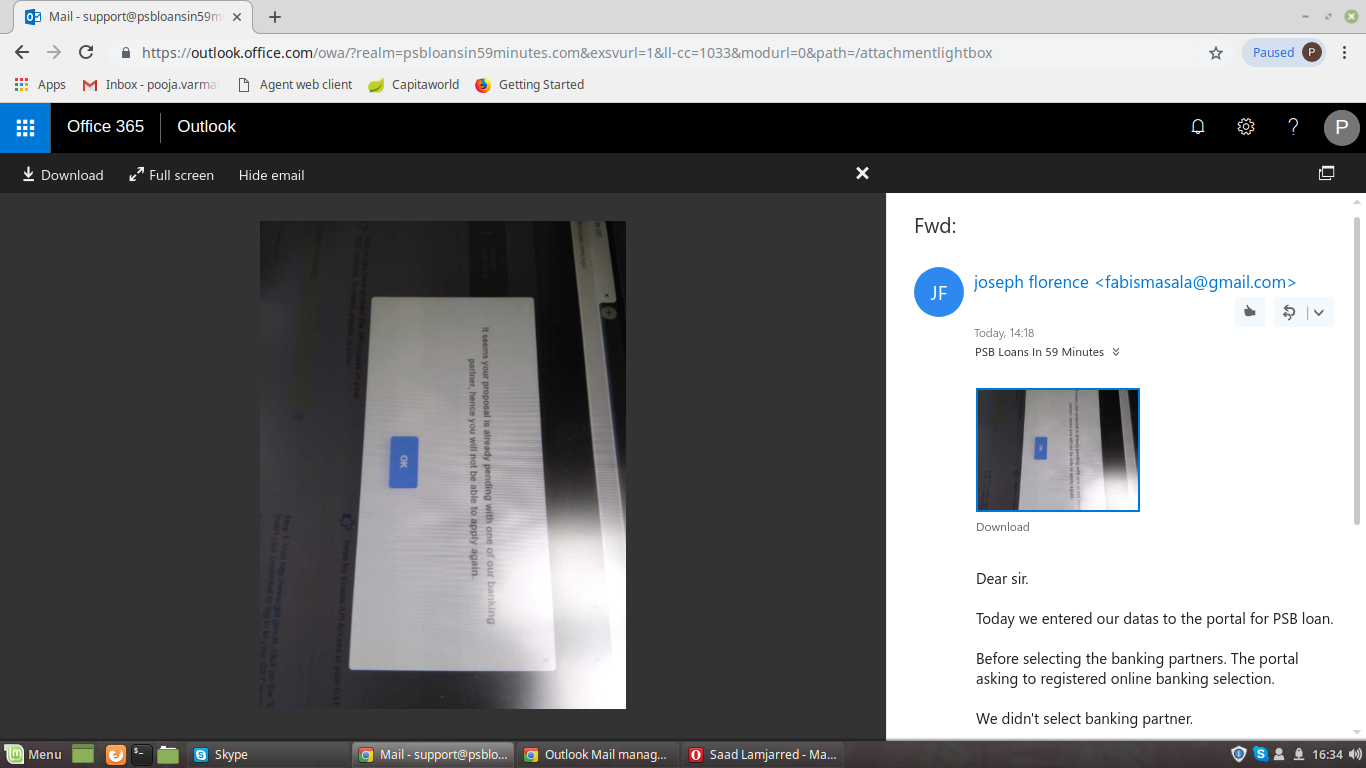 Mail - support@psbloansin59m
https://outlook.office.com/owa/?realm=psbloansin59minutes.com&exsvurl=1&ll-cc=1033&modurl=0&path=/attachmentlightbox
Paused
P
Apps
Inbox - pooja.varma
Agent web client
Capitaworld
Getting Started
Office 365
Outlook
?
P
Download
Full screen
Hide email
It seems your proposal is already pending with one of our banking
partner, hence you will not be able to apply again.
OK
Fwd:
JF
joseph florence <fabismasala@gmail.com>
Today, 14:18
PSB Loans In 59 Minutes
Download
Dear sir.
Today we entered our datas to the portal for PSB loan.
Before selecting the banking partners. The portal
asking to registered online banking selection.
We didn't select banking partner.
Menu
Skype
Mail - support@psblo...
Outlook Mail manag...
Saad Lamjarred - Ma...
16:34